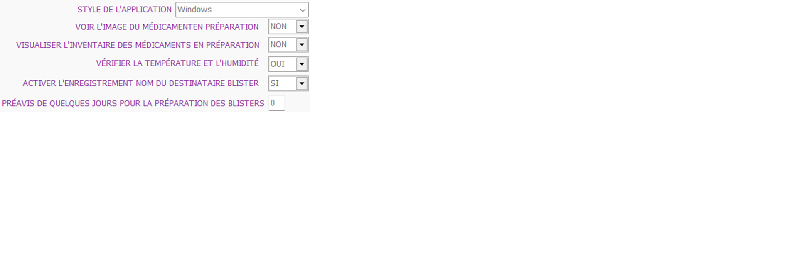 STYLE DE L'APPLICATION Windows
VOIR L'IMAGE DU MÉDICAMENTEN PRÉPARATION NON
VISUALISER L'INVENTAIRE DES MÉDICAMENTS EN PRÉPARATION NON
VÉRIFIER LA TEMPÉRATURE ET L'HUMIDITÉ OUI
ACTIVER L'ENREGISTREMENT NOM DU DESTINATAIRE BLISTER SI
PRÉAVIS DE QUELQUES JOURS POUR LA PRÉPARATION DES BLISTERS 8